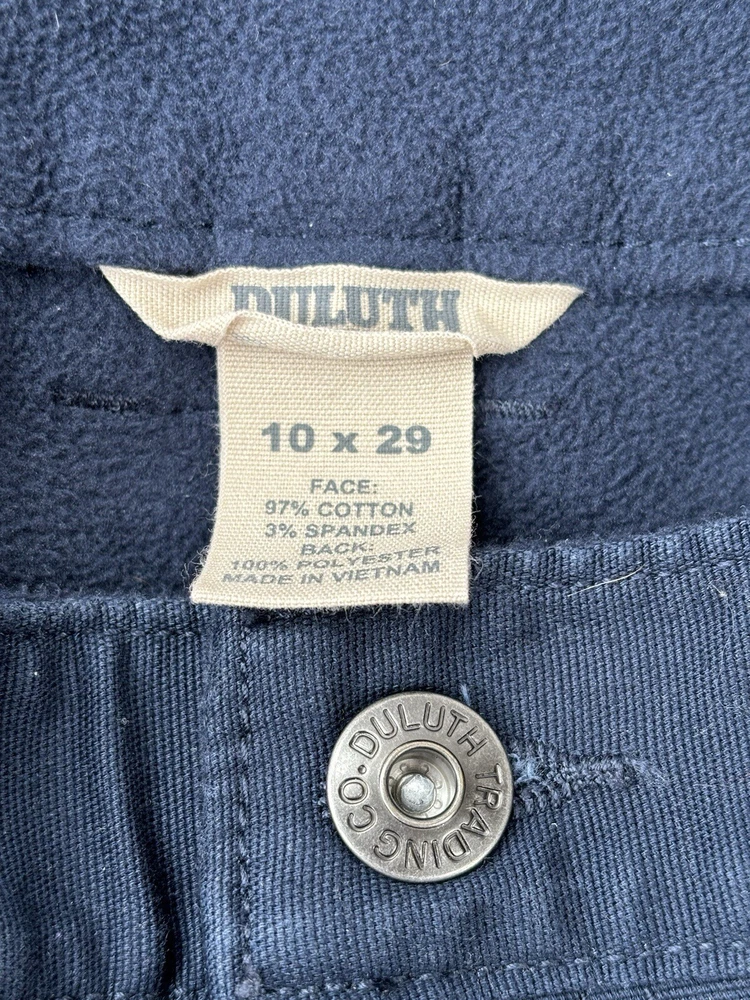 DULUTH
10 x 29
FACE:
97% COTTON
3% SPANDEX
BACK:
100% POLYESTER
MADE IN VIETNAM
DULUTH TRADING CO.